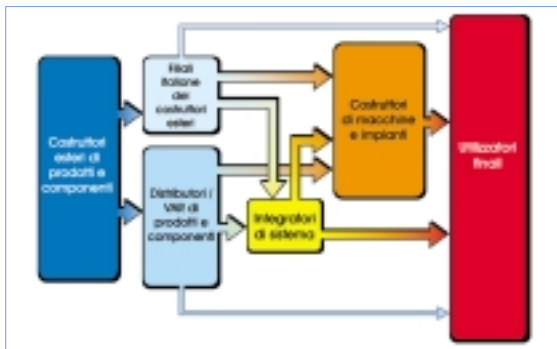 Filiali
italiane
dei
costruttori
esteri
Costruttori
di macchine
e impianti
Costruttori
esteri di
prodotti e
componenti
Utilizzatori
finali
Distributori /
VAR di
prodotti e
componenti
Integratori
di sistema